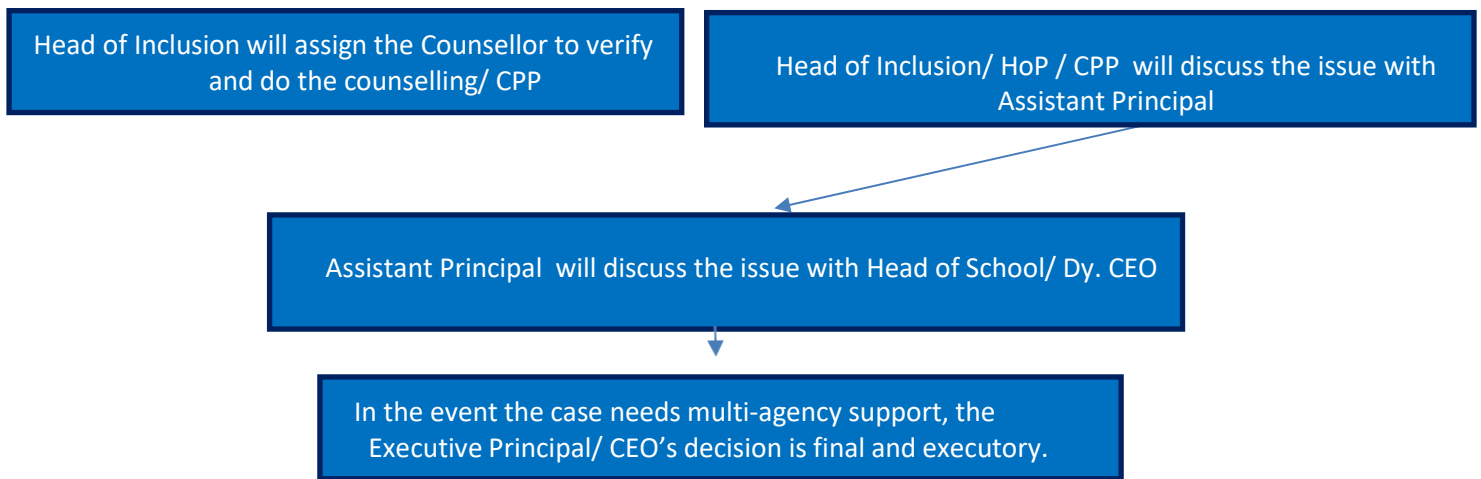 Head of Inclusion will assign the Counsellor to verify
and do the counselling/ CPP
Head of Inclusion/ HoP / CPP will discuss the issue with
Assistant Principal
Assistant Principal will discuss the issue with Head of School/ Dy. CEO
In the event the case needs multi-agency support, the
Executive Principal/ CEO’s decision is final and executory.